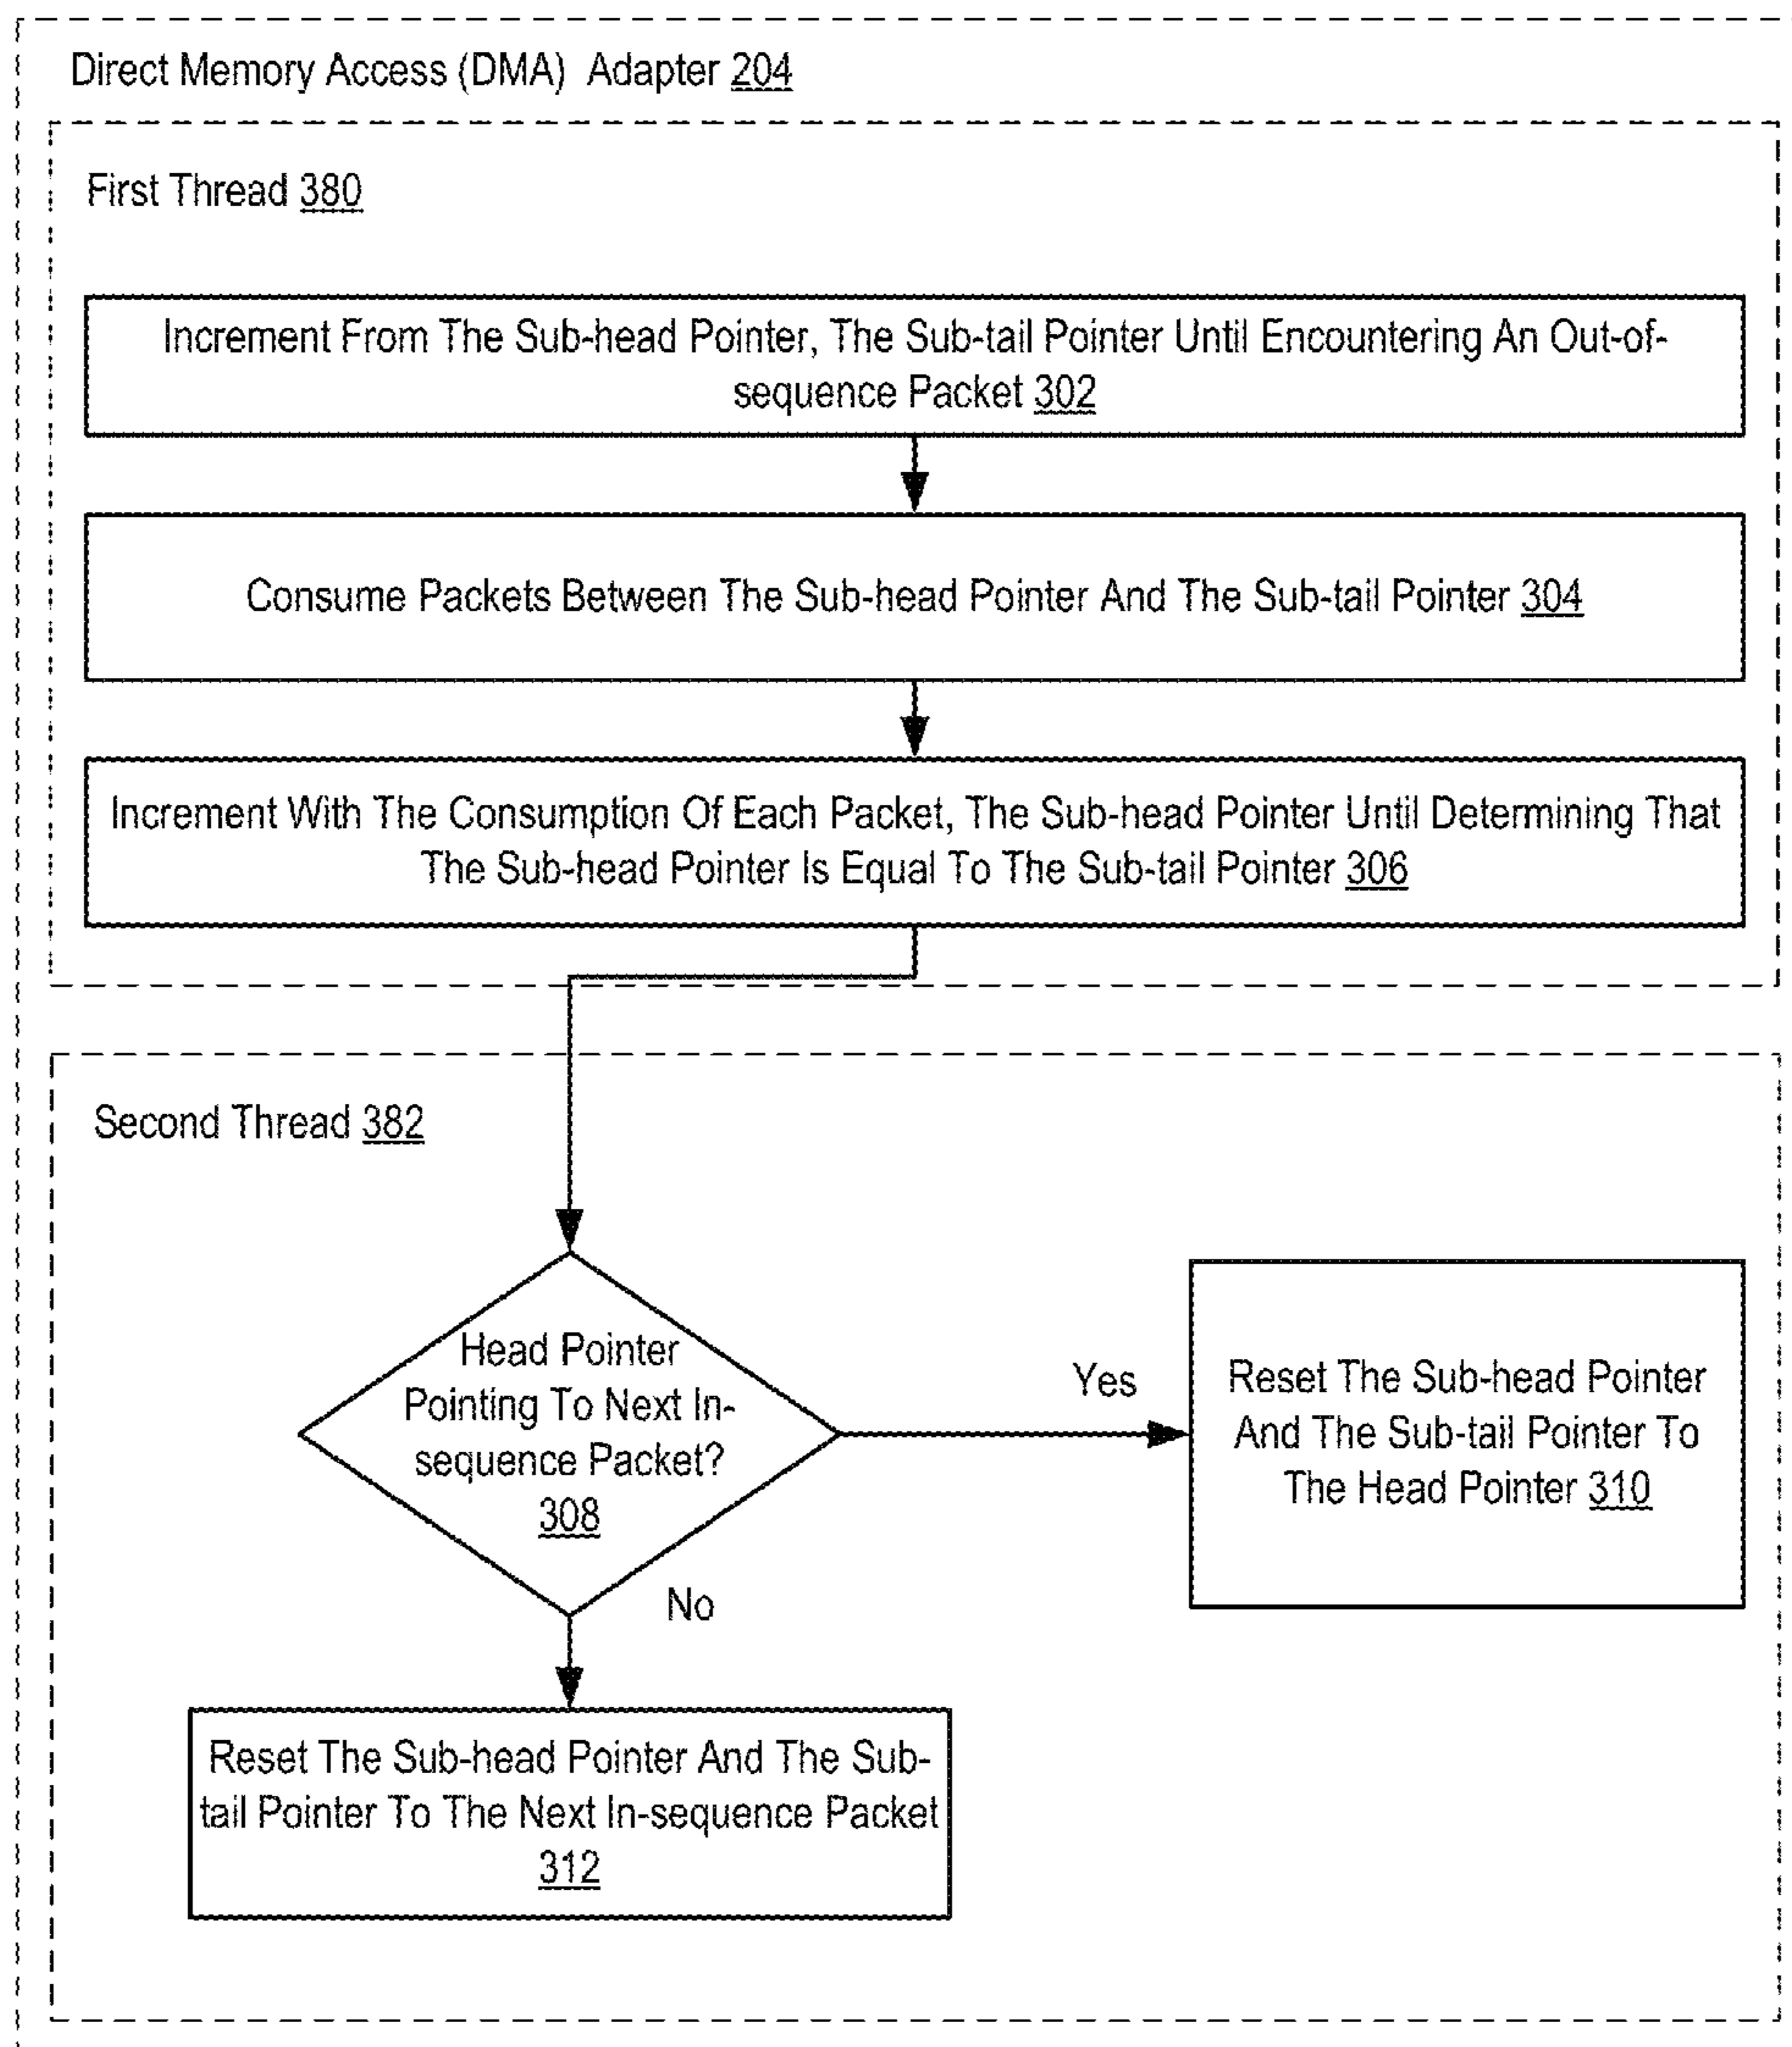 Direct Memory Access (DMA) Adapter 204
First Thread 380
Increment From The Sub-head Pointer, The Sub-tail Pointer Until Encountering An Out-of-
sequence Packet 302
Consume Packets Between The Sub-head Pointer And The Sub-tail Pointer 304
Increment With The Consumption Of Each Packet, The Sub-head Pointer Until Determining That
The Sub-head Pointer Is Equal To The Sub-tail Pointer 306
Second Thread 382
Head Pointer
Pointing To Next In-
sequence Packet?
308
Yes
Reset The Sub-head Pointer
And The Sub-tail Pointer To
The Head Pointer 310
No
Reset The Sub-head Pointer And The Sub-
tail Pointer To The Next In-sequence Packet
312